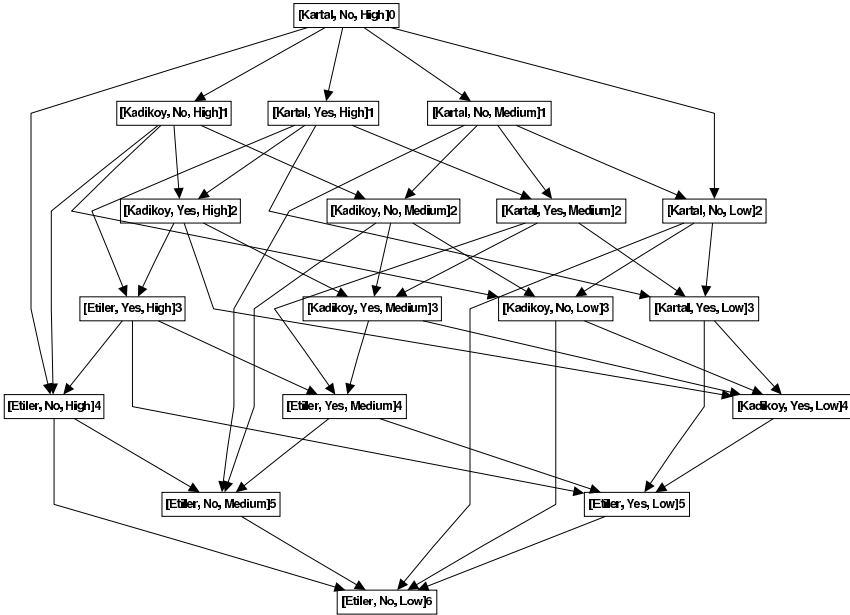 [Kartal, No, High]0
[Kadikoy, No, High]1
[Kartal, Yes, High]1
[Kartal, No, Medium]1
[Kadikoy, Yes, High]2
[Kadikoy, No, Medium]2
[Kartal, Yes, Medium]2
[Kartal, No, Low]2
[Etiler, Yes, High]3
[Kadikoy, Yes, Medium]3
[Kadikoy, No, Low]3
[Kartal, Yes, Low]3
[Etiler, No, High]4
[Etiler, Yes, Medium]4
[Kadikoy, Yes, Low]4
[Etiler, No, Medium]5
[Etiler, Yes, Low]5
[Etiler, No, Low]6